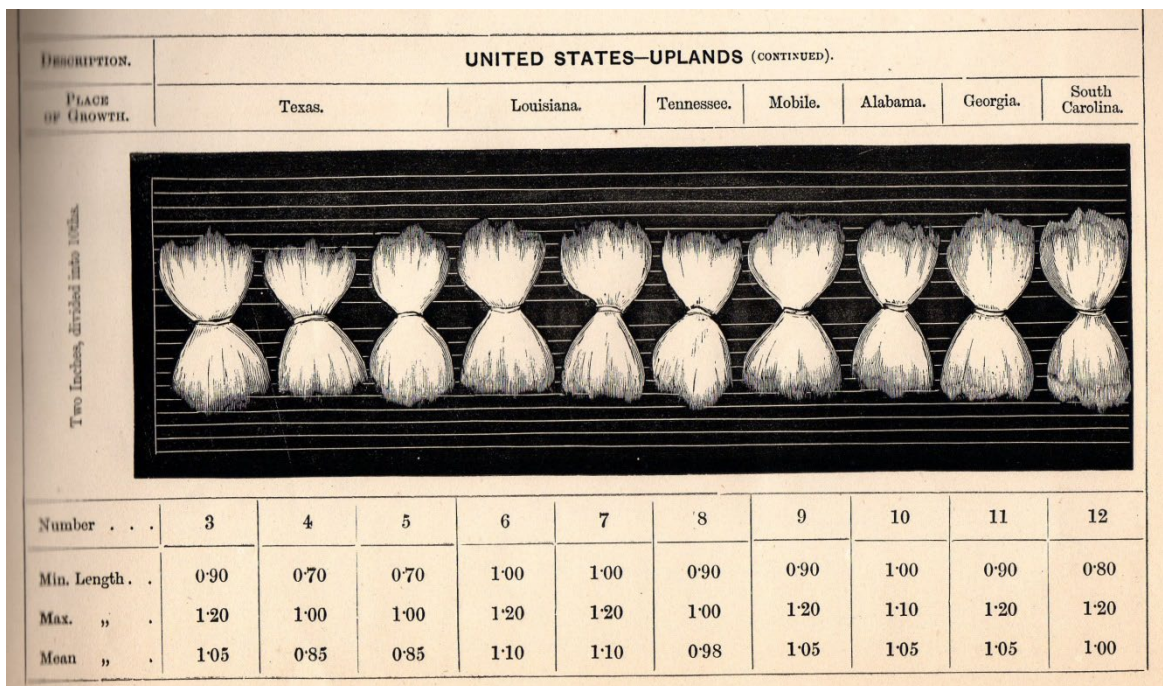 DESCRIPTION.
UNITED STATES—UPLANDS (CONTINUED).
PLACE
OF GROWTH.
Texas.
Louisiana.
Tennessee.
Mobile.
Alabama.
Georgia.
South
Carolina.
Two Inches, divided into 10ths.
Number . . . 3 4 5 6 7 8 9 10 11 12
Min. Length . . 0·90 0·70 0·70 1·00 1·00 0·90 0·90 1·00 0·90 0·80
Max. „ . 1·20 1·00 1·00 1·20 1·20 1·00 1·20 1·10 1·20 1·20
Mean „ . 1·05 0·85 0·85 1·10 1·10 0·98 1·05 1·05 1·05 1·00